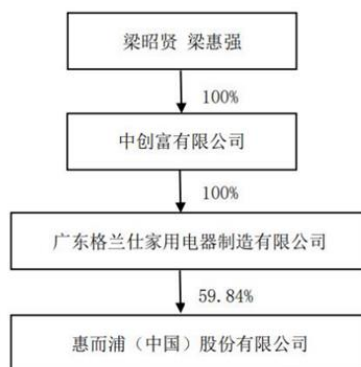 梁昭贤 梁惠强
100%
中创富有限公司
100%
广东格兰仕家用电器制造有限公司
59.84%
惠而浦（中国）股份有限公司